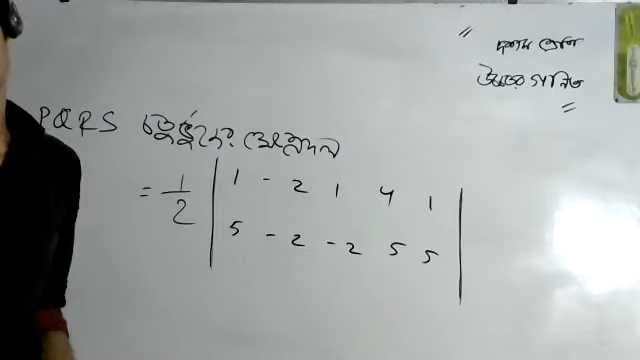 " দশম শ্রেণি
উচ্চতর গণিত "
PQRS চতুর্ভুজের ক্ষেত্রফল
= 1/2 | 1 -2 1 4 1 |
5 -2 -2 5 5